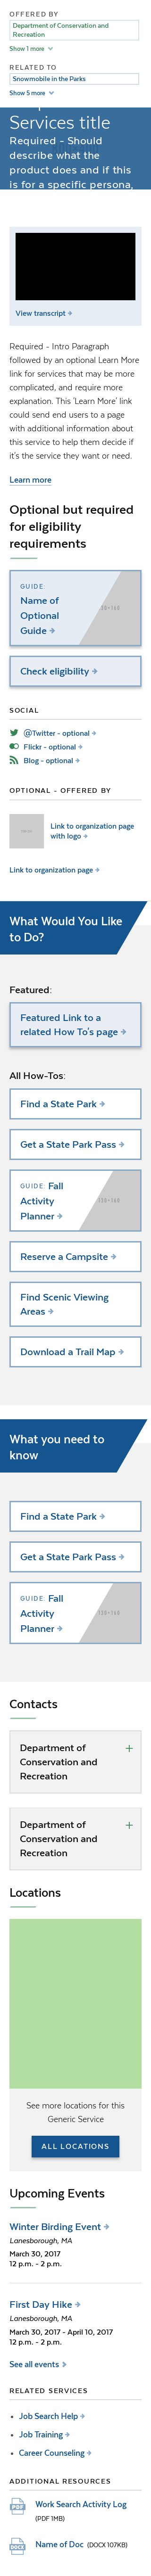 OFFERED BY
Department of Conservation and
Recreation
Show 1 more
RELATED TO
Snowmobile in the Parks
Show 5 more
Services title
Required - Should
describe what the
product does and if this
is for a specific persona,
View transcript
Required - Intro Paragraph
followed by an optional Learn More
link for services that may be more
complicated, and require more
explanation. This 'Learn More' link
could send end users to a page
with additional information about
this service to help them decide if
it's the service they want or need.
Learn more
Optional but required
for eligibility
requirements
GUIDE:
Name of
Optional
Guide
138×168
Check eligibility
SOCIAL
@Twitter - optional
Flickr - optional
Blog - optional
OPTIONAL - OFFERED BY
Link to organization page
with logo
Link to organization page
What Would You Like
to Do?
Featured:
Featured Link to a
related How To's page
All How-Tos:
Find a State Park
Get a State Park Pass
GUIDE: Fall
Activity
Planner
138×168
Reserve a Campsite
Find Scenic Viewing
Areas
Download a Trail Map
What you need to
know
Find a State Park
Get a State Park Pass
GUIDE: Fall
Activity
Planner
138×168
Contacts
Department of
Conservation and
Recreation
Department of
Conservation and
Recreation
Locations
See more locations for this
Generic Service
ALL LOCATIONS
Upcoming Events
Winter Birding Event
Lanesborough, MA
March 30, 2017
12 p.m. - 2 p.m.
First Day Hike
Lanesborough, MA
March 30, 2017 - April 10, 2017
12 p.m. - 2 p.m.
See all events
RELATED SERVICES
Job Search Help
Job Training
Career Counseling
ADDITIONAL RESOURCES
PDF
Work Search Activity Log
(PDF 1MB)
DOCX
Name of Doc (DOCX 107KB)